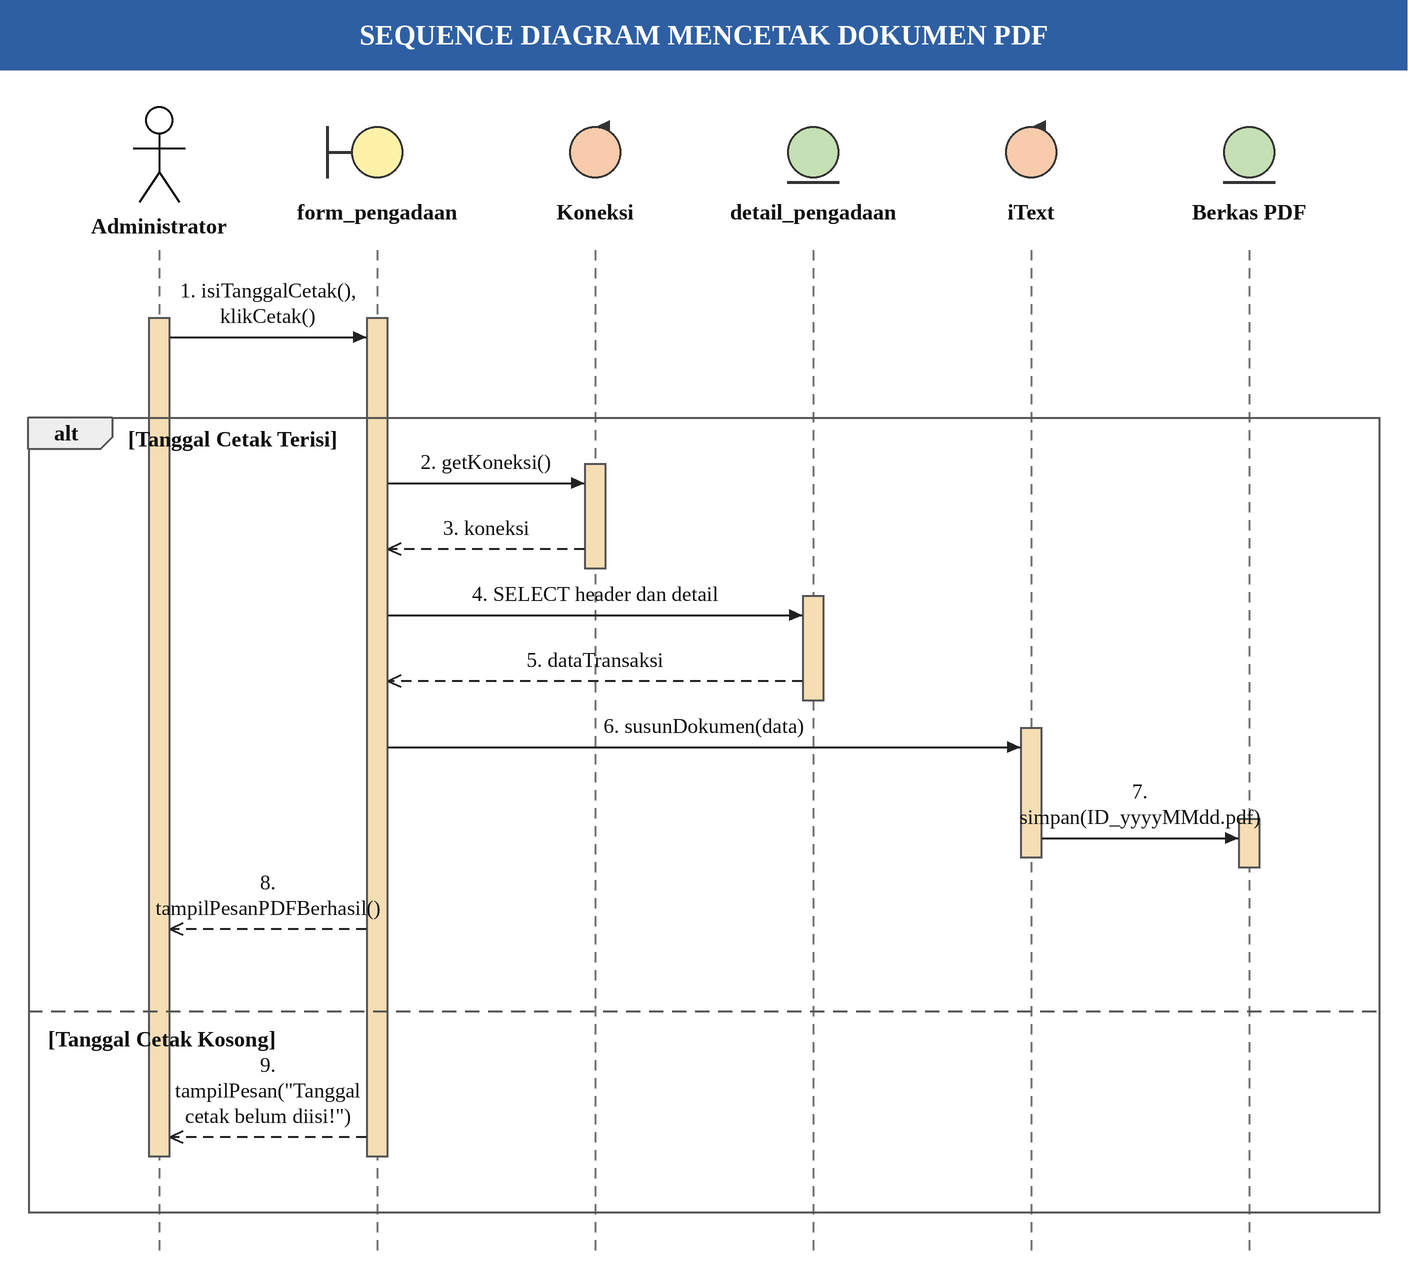 SEQUENCE DIAGRAM MENCETAK DOKUMEN PDF
Administrator
form_pengadaan
Koneksi
detail_pengadaan
iText
Berkas PDF
1. isiTanggalCetak(),
klikCetak()
alt
[Tanggal Cetak Terisi]
2. getKoneksi()
3. koneksi
4. SELECT header dan detail
5. dataTransaksi
6. susunDokumen(data)
7.
simpan(ID_yyyyMMdd.pdf)
8.
tampilPesanPDFBerhasil()
[Tanggal Cetak Kosong]
9.
tampilPesan("Tanggal
cetak belum diisi!")